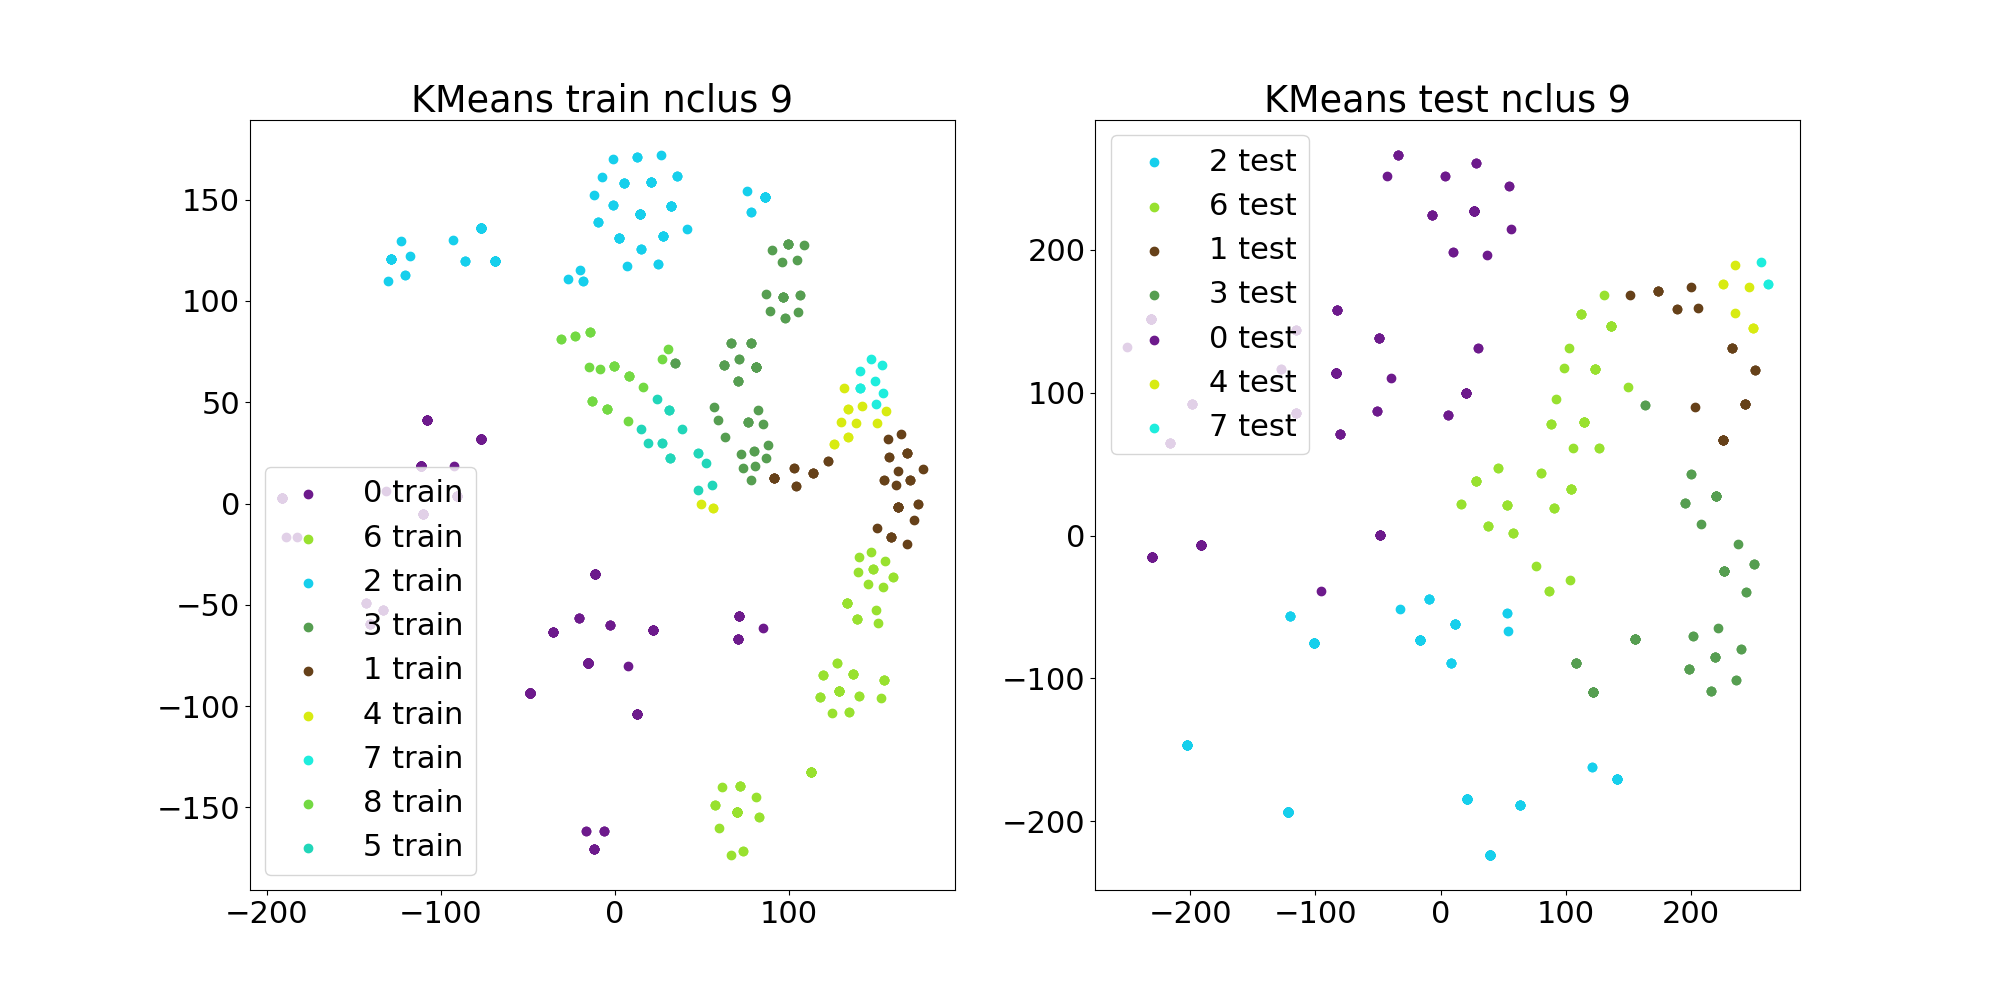 KMeans train nclus 9
150
100
50
0
−50
−100
−150
−200
−100
0
100
0 train
6 train
2 train
3 train
1 train
4 train
7 train
8 train
5 train
KMeans test nclus 9
200
100
0
−100
−200
−200
−100
0
100
200
2 test
6 test
1 test
3 test
0 test
4 test
7 test